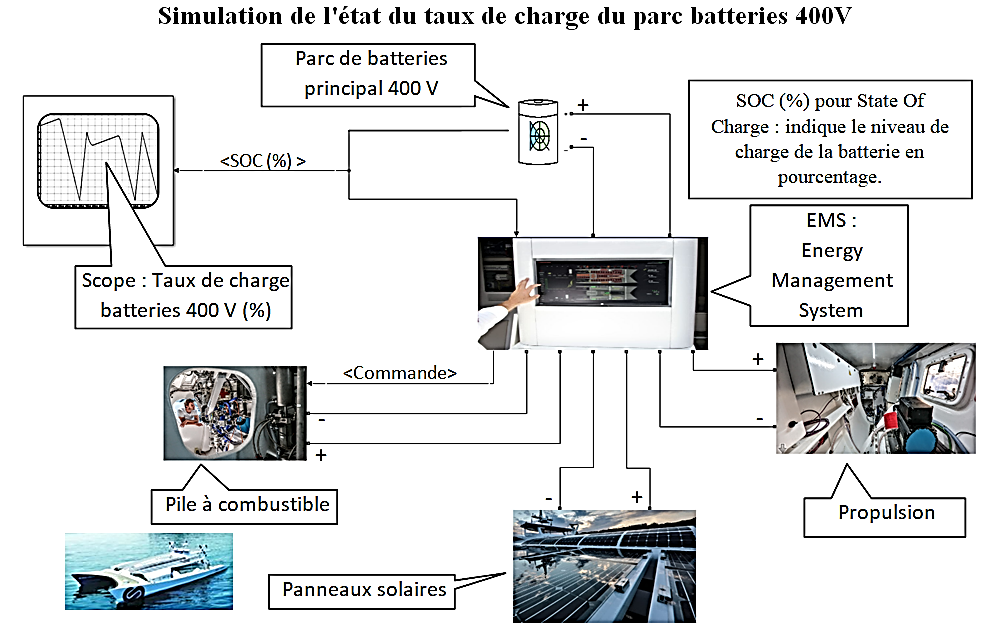 Simulation de l'état du taux de charge du parc batteries 400V
Parc de batteries
principal 400 V
+
-
SOC (%) pour State Of
Charge : indique le niveau de
charge de la batterie en
pourcentage.
<SOC (%) >
EMS :
Energy
Management
System
Scope : Taux de charge
batteries 400 V (%)
<Commande>
-
+
+
-
Pile à combustible
-
+
Propulsion
Panneaux solaires